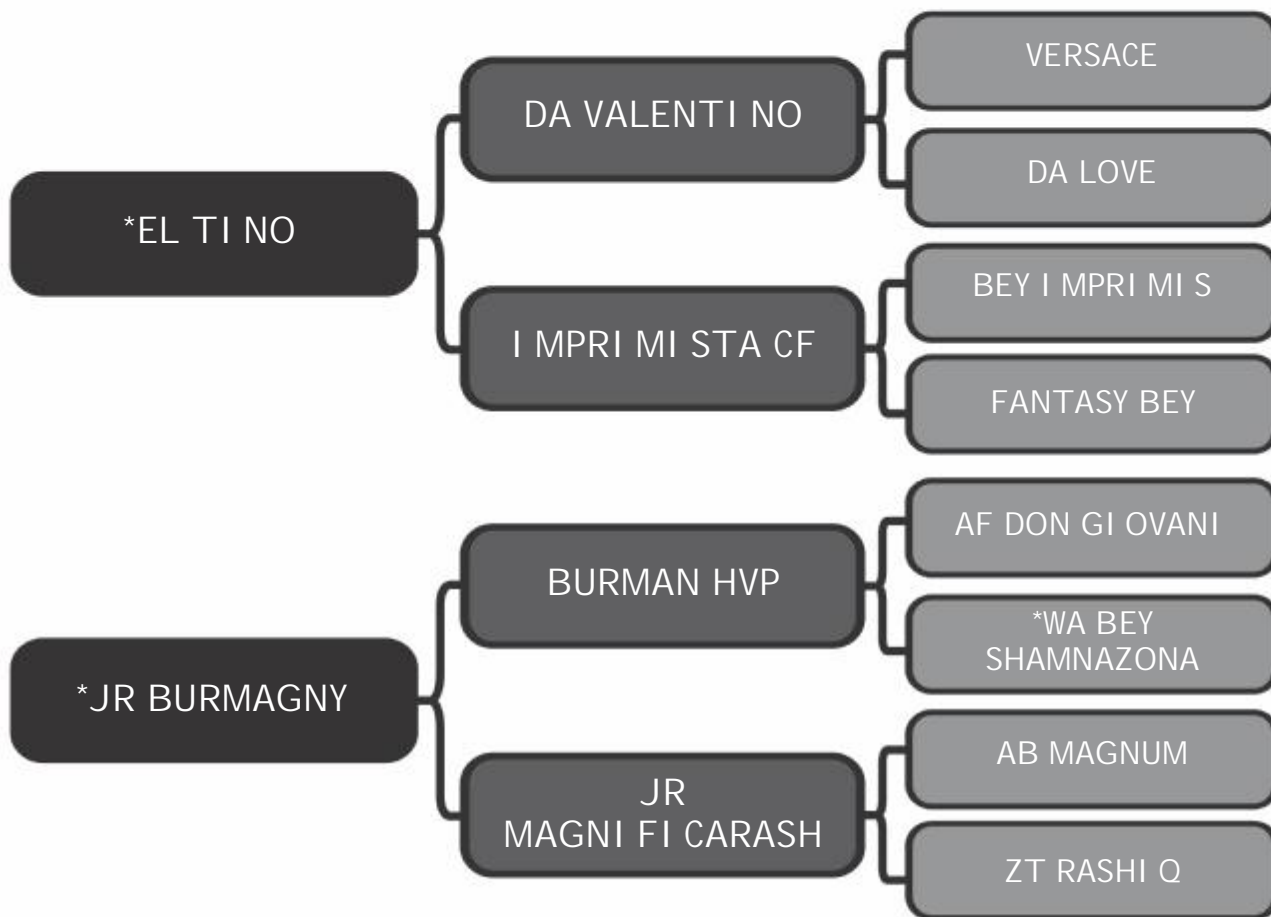 *EL TINO
DA VALENTINO
VERSACE
DA LOVE
IMPRIMISTA CF
BEY IMPRIMIS
FANTASY BEY
*JR BURMAGNY
BURMAN HVP
AF DON GIOVANI
*WA BEY
SHAMNAZONA
JR
MAGNIFICARASH
AB MAGNUM
ZT RASHIQ